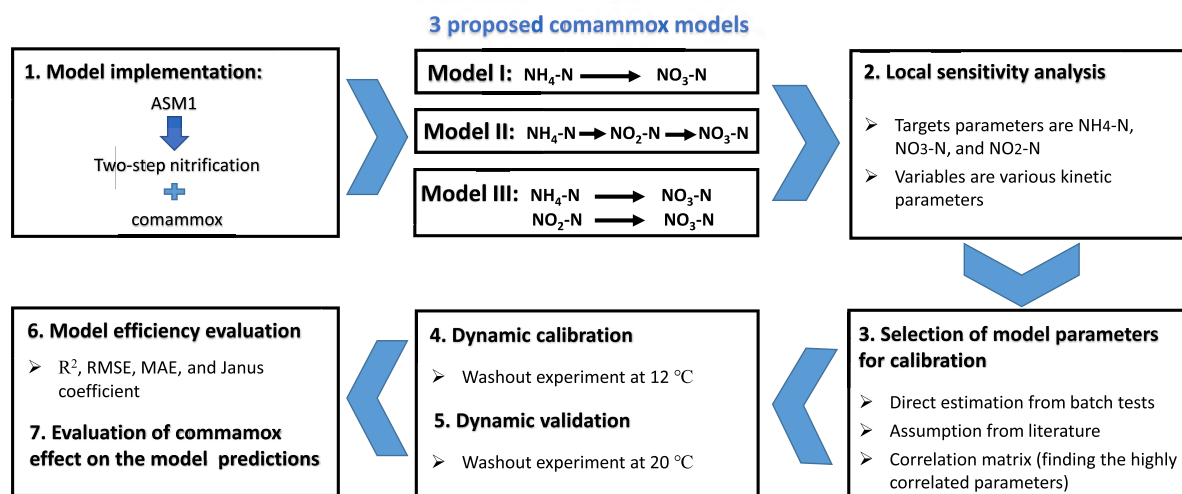 3 proposed comammox models
1. Model implementation:
ASM1
Two-step nitrification
comammox
Model I: NH₄-N NO₃-N
Model II: NH₄-N NO₂-N NO₃-N
Model III: NH₄-N NO₃-N
NO₂-N NO₃-N
2. Local sensitivity analysis
➤ Targets parameters are NH4-N,
NO3-N, and NO2-N
➤ Variables are various kinetic
parameters
3. Selection of model parameters
for calibration
➤ Direct estimation from batch tests
➤ Assumption from literature
➤ Correlation matrix (finding the highly
correlated parameters)
4. Dynamic calibration
➤ Washout experiment at 12 ℃
5. Dynamic validation
➤ Washout experiment at 20 ℃
6. Model efficiency evaluation
➤ R², RMSE, MAE, and Janus
coefficient
7. Evaluation of commamox
effect on the model predictions